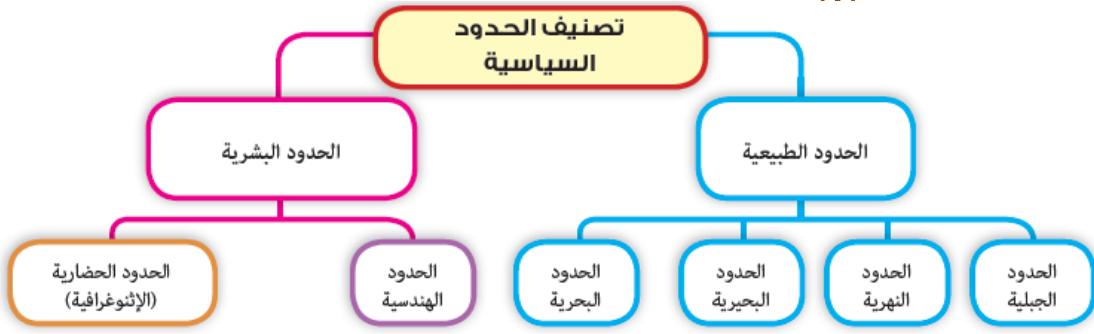 تصنيف الحدود
السياسية
الحدود الطبيعية
الحدود البشرية
الحدود
الجبلية
الحدود
النهرية
الحدود
البحيرية
الحدود
البحرية
الحدود
الهندسية
الحدود الحضارية
(الإثنوغرافية)